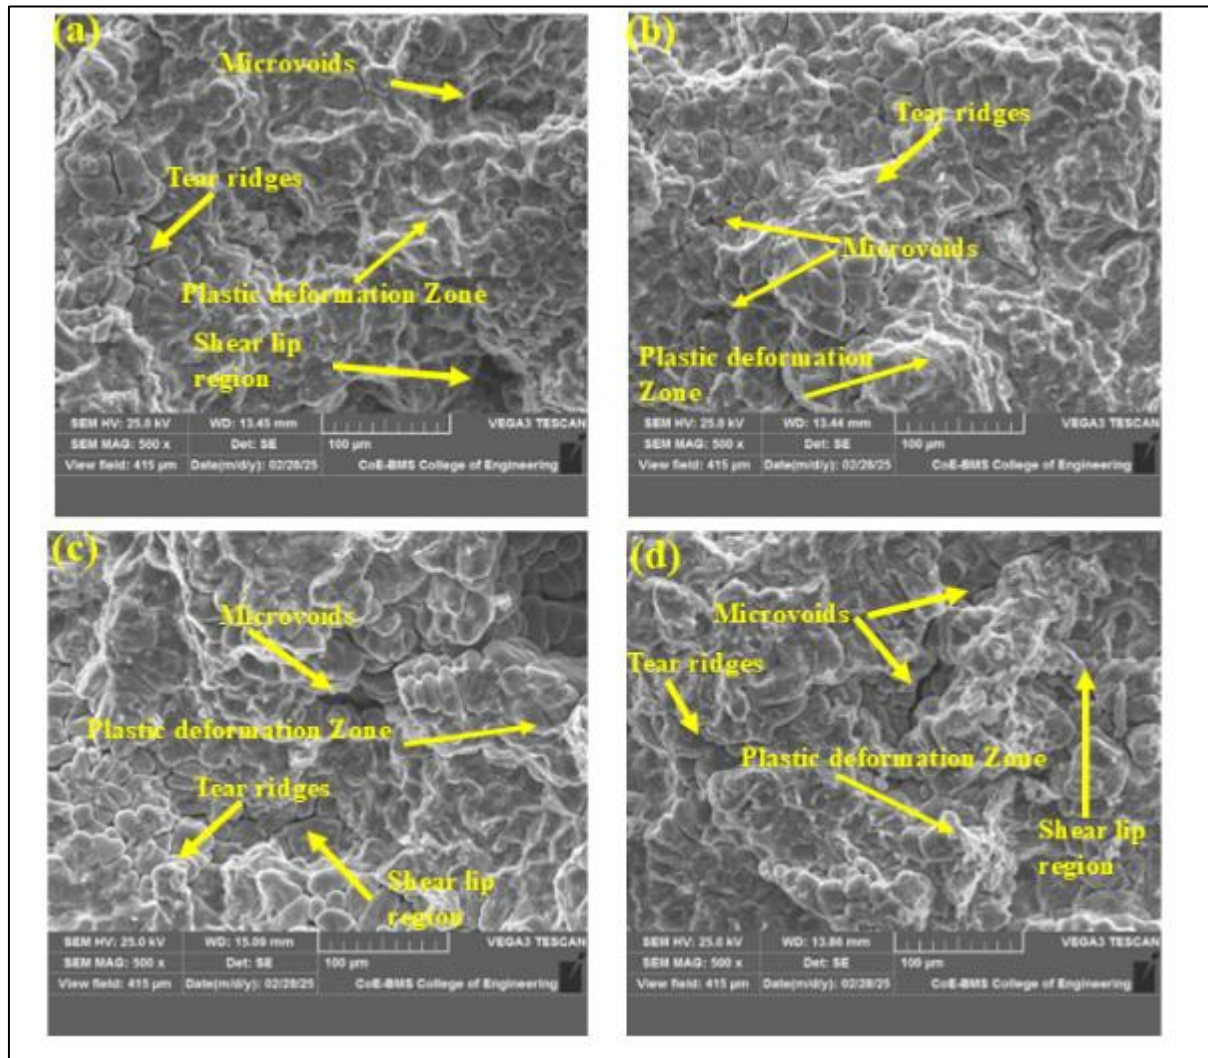 (a)
Microvoids
Tear ridges
Plastic deformation Zone
Shear lip
region
SEM HV: 25.0 kV WD: 13.45 mm VEGA3 TESCAN
SEM MAG: 500 x Det: SE 100 µm
View field: 415 µm Date(m/d/y): 02/28/25 CoE-BMS College of Engineering
(b)
Tear ridges
Microvoids
Plastic deformation
Zone
SEM HV: 25.0 kV WD: 13.44 mm VEGA3 TESCAN
SEM MAG: 500 x Det: SE 100 µm
View field: 415 µm Date(m/d/y): 02/28/25 CoE-BMS College of Engineering
(c)
Microvoids
Plastic deformation Zone
Tear ridges
Shear lip
region
SEM HV: 25.0 kV WD: 15.09 mm VEGA3 TESCAN
SEM MAG: 500 x Det: SE 100 µm
View field: 415 µm Date(m/d/y): 02/28/25 CoE-BMS College of Engineering
(d)
Microvoids
Tear ridges
Plastic deformation Zone
Shear lip
region
SEM HV: 25.0 kV WD: 13.86 mm VEGA3 TESCAN
SEM MAG: 500 x Det: SE 100 µm
View field: 415 µm Date(m/d/y): 02/28/25 CoE-BMS College of Engineering